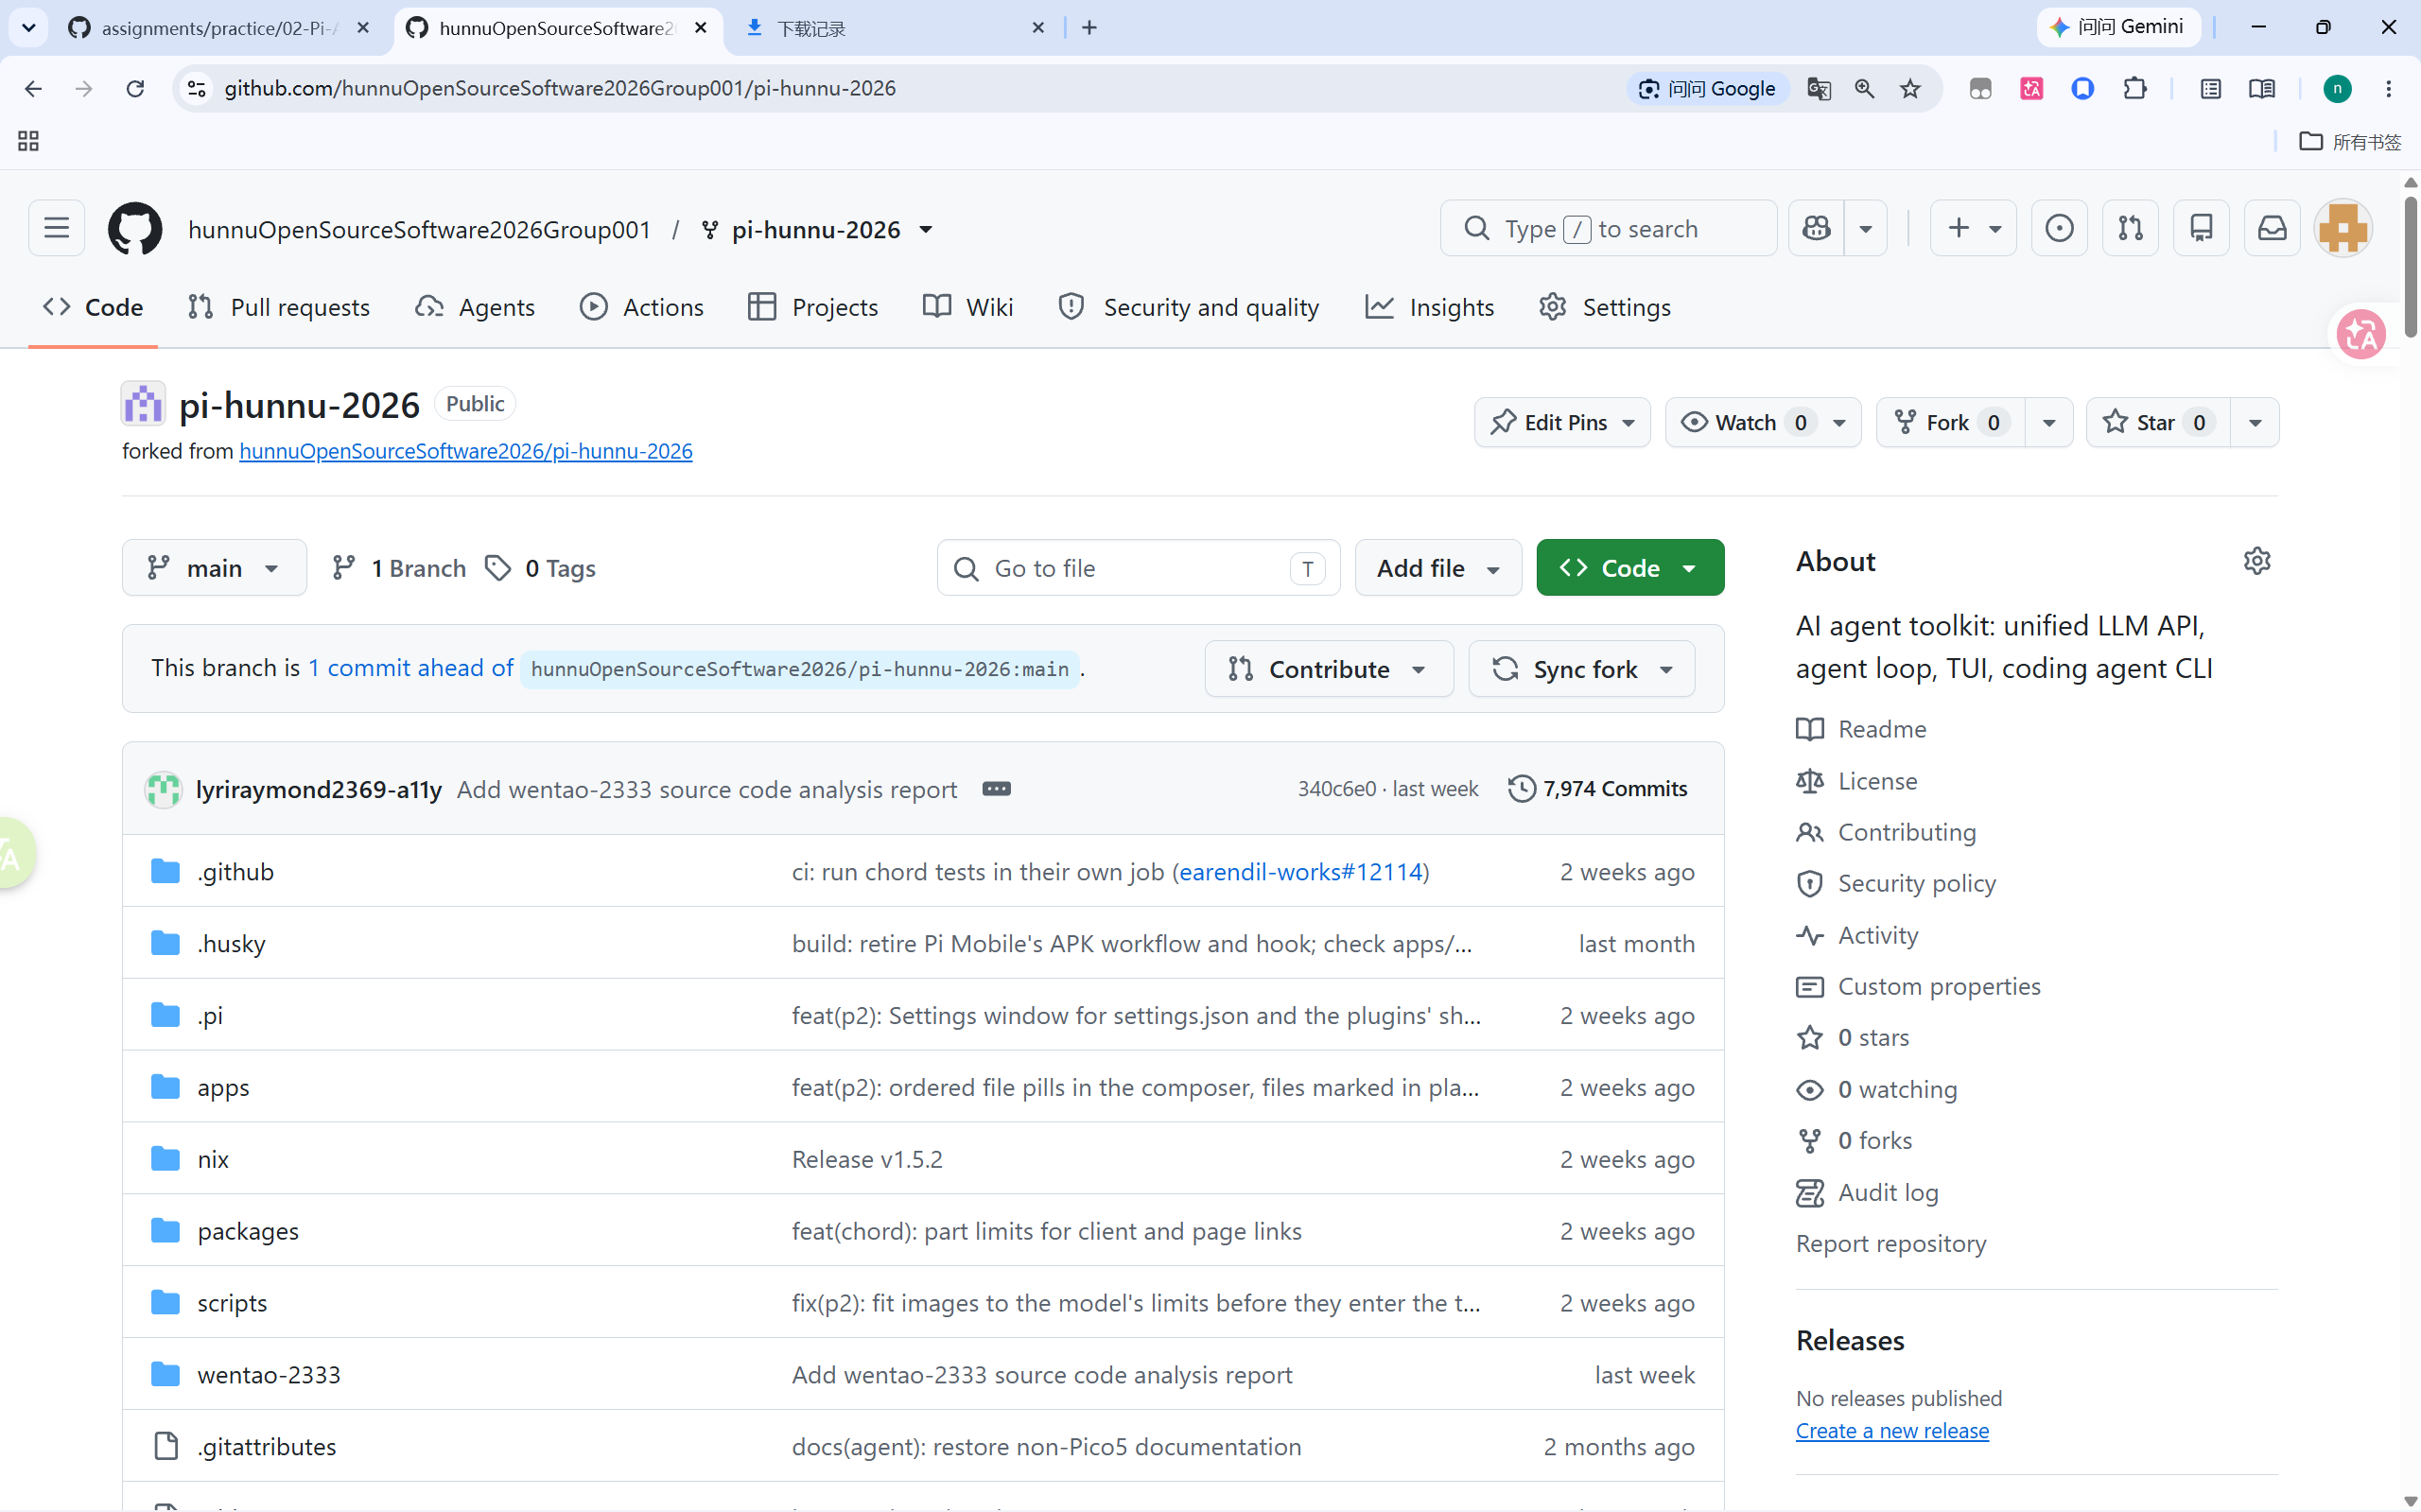 assignments/practice/02-Pi-A
hunnuOpenSourceSoftware2
下载记录
问问 Gemini
github.com/hunnuOpenSourceSoftware2026Group001/pi-hunnu-2026
问问 Google
n
所有书签
hunnuOpenSourceSoftware2026Group001 / pi-hunnu-2026
Type / to search
Code
Pull requests
Agents
Actions
Projects
Wiki
Security and quality
Insights
Settings
pi-hunnu-2026 Public
forked from hunnuOpenSourceSoftware2026/pi-hunnu-2026
Edit Pins
Watch 0
Fork 0
Star 0
main
1 Branch
0 Tags
Go to file T
Add file
Code
This branch is 1 commit ahead of hunnuOpenSourceSoftware2026/pi-hunnu-2026:main .
Contribute
Sync fork
lyriraymond2369-a11y Add wentao-2333 source code analysis report 340c6e0 · last week 7,974 Commits
.github ci: run chord tests in their own job (earendil-works#12114) 2 weeks ago
.husky build: retire Pi Mobile's APK workflow and hook; check apps/... last month
.pi feat(p2): Settings window for settings.json and the plugins' sh... 2 weeks ago
apps feat(p2): ordered file pills in the composer, files marked in pla... 2 weeks ago
nix Release v1.5.2 2 weeks ago
packages feat(chord): part limits for client and page links 2 weeks ago
scripts fix(p2): fit images to the model's limits before they enter the t... 2 weeks ago
wentao-2333 Add wentao-2333 source code analysis report last week
.gitattributes docs(agent): restore non-Pico5 documentation 2 months ago
About
AI agent toolkit: unified LLM API,
agent loop, TUI, coding agent CLI
Readme
License
Contributing
Security policy
Activity
Custom properties
0 stars
0 watching
0 forks
Audit log
Report repository
Releases
No releases published
Create a new release